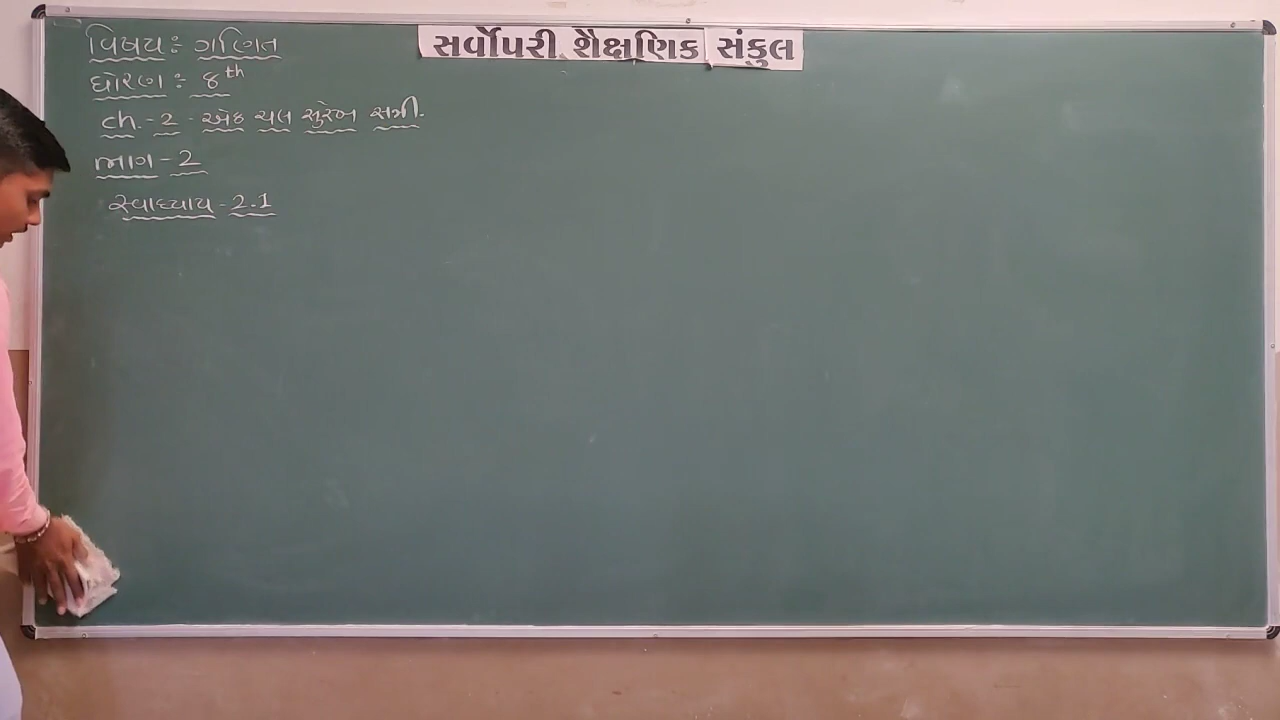 સર્વોપરી શૈક્ષણિક સંકુલ
વિષય : ગણિત
ધોરણ : 8th
ch. - 2 - એક ચલ સુરેખ સમી.
ભાગ - 2
સ્વાધ્યાય - 2.1